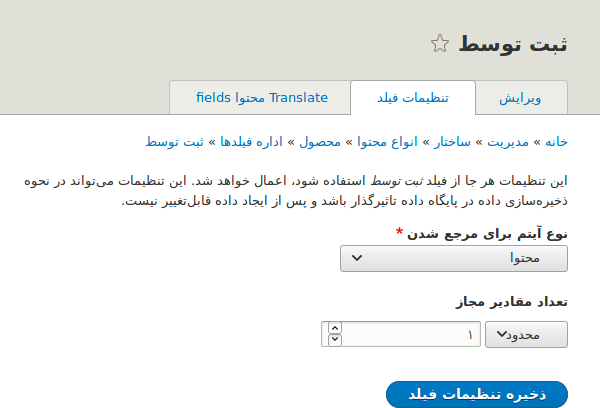 ثبت توسط
ویرایش
تنظیمات فیلد
Translate محتوا fields
خانه » مدیریت » ساختار » انواع محتوا » محصول » اداره فیلدها » ثبت توسط
این تنظیمات هر جا از فیلد ثبت توسط استفاده شود، اعمال خواهد شد. این تنظیمات می‌تواند در نحوه
ذخیره‌سازی داده در پایگاه داده تاثیرگذار باشد و پس از ایجاد داده قابل‌تغییر نیست.
نوع آیتم برای مرجع شدن *
محتوا
تعداد مقادیر مجاز
محدود ۱
ذخیره تنظیمات فیلد